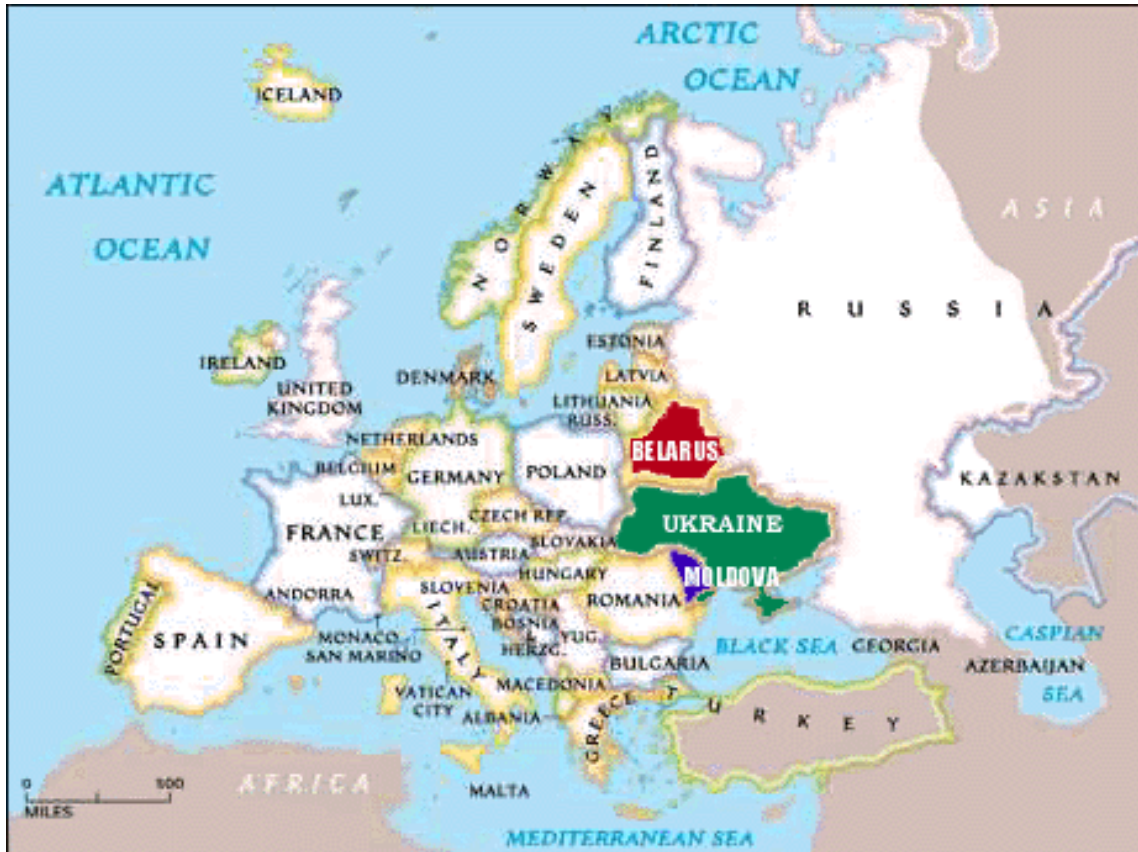 ARCTIC
OCEAN
ICELAND
ATLANTIC
OCEAN
NORWAY
SWEDEN
FINLAND
ASIA
RUSSIA
ESTONIA
IRELAND
LATVIA
DENMARK
UNITED
KINGDOM
LITHUANIA
RUSS.
NETHERLANDS
BELARUS
BELGIUM
GERMANY
POLAND
KAZAKSTAN
LUX.
CZECH REP.
UKRAINE
FRANCE
LIECH.
SLOVAKIA
SWITZ.
AUSTRIA
HUNGARY
MOLDOVA
SLOVENIA
ANDORRA
CROATIA
ROMANIA
PORTUGAL
SPAIN
ITALY
BOSNIA
HERZG.
YUG.
MONACO
SAN MARINO
BLACK SEA
GEORGIA
CASPIAN
SEA
BULGARIA
AZERBAIJAN
MACEDONIA
VATICAN
CITY
ALBANIA
GREECE
TURKEY
AFRICA
0 500
MILES
MALTA
MEDITERRANEAN SEA